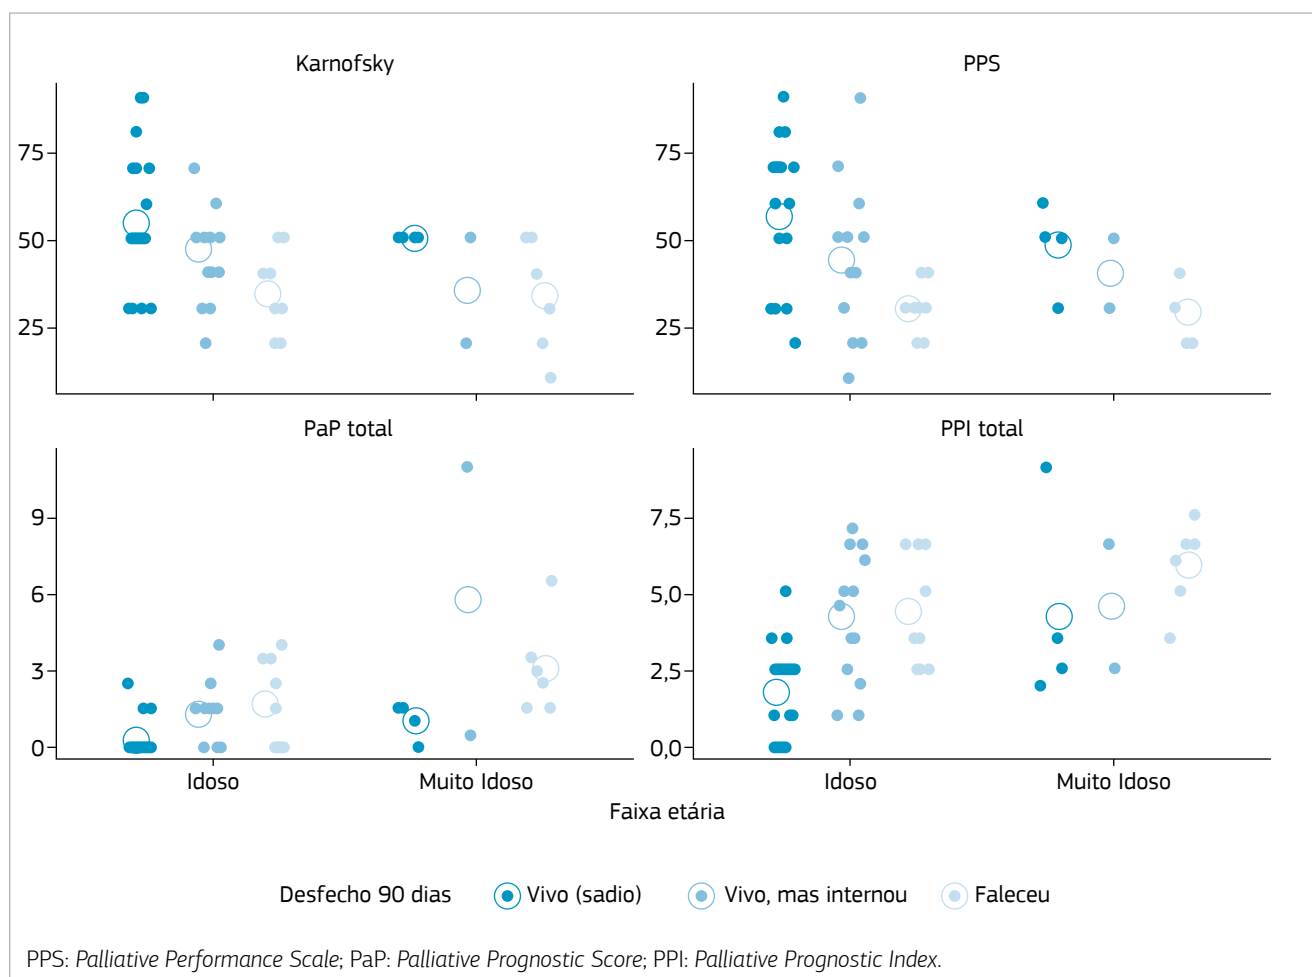 Karnofsky
PPS
75
50
25
75
50
25
PaP total
PPI total
9
6
3
0
7,5
5,0
2,5
0,0
Idoso
Muito Idoso
Idoso
Muito Idoso
Faixa etária
Desfecho 90 dias Vivo (sadio) Vivo, mas internou Faleceu
PPS: Palliative Performance Scale; PaP: Palliative Prognostic Score; PPI: Palliative Prognostic Index.